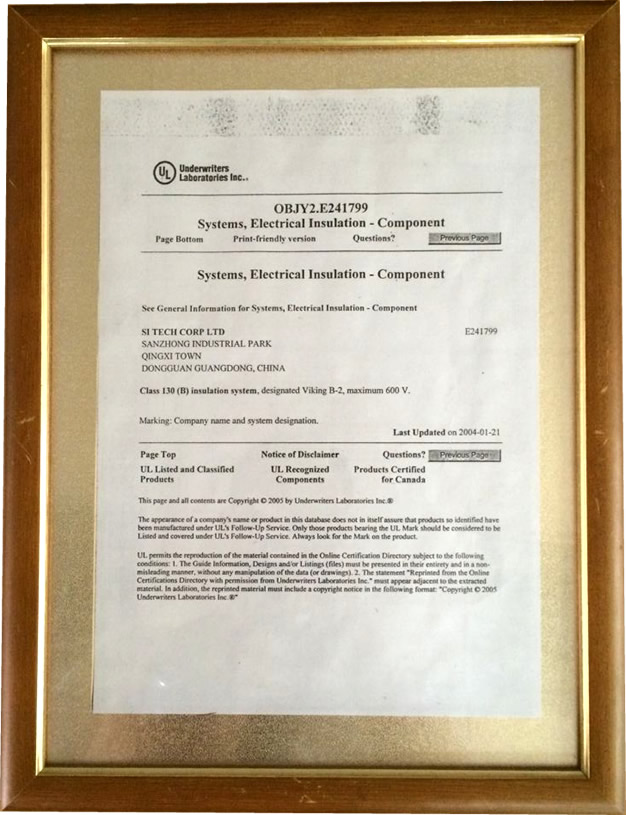 UL
Underwriters
Laboratories Inc.®
OBJY2.E241799
Systems, Electrical Insulation - Component
Page Bottom Print-friendly version Questions? Previous Page
Systems, Electrical Insulation - Component
See General Information for Systems, Electrical Insulation - Component
SI TECH CORP LTD E241799
SANZHONG INDUSTRIAL PARK
QINGXI TOWN
DONGGUAN GUANGDONG, CHINA
Class 130 (B) insulation system, designated Viking B-2, maximum 600 V.
Marking: Company name and system designation.
Last Updated on 2004-01-21
Page Top Notice of Disclaimer Questions? Previous Page
UL Listed and Classified UL Recognized Products Certified
Products Components for Canada
This page and all contents are Copyright © 2005 by Underwriters Laboratories Inc.®
The appearance of a company's name or product in this database does not in itself assure that products so identified have
been manufactured under UL's Follow-Up Service. Only those products bearing the UL Mark should be considered to be
Listed and covered under UL's Follow-Up Service. Always look for the Mark on the product.
UL permits the reproduction of the material contained in the Online Certification Directory subject to the following
conditions: 1. The Guide Information, Designs and/or Listings (files) must be presented in their entirety and in a non-
misleading manner, without any manipulation of the data (or drawings). 2. The statement "Reprinted from the Online
Certifications Directory with permission from Underwriters Laboratories Inc." must appear adjacent to the extracted
material. In addition, the reprinted material must include a copyright notice in the following format: "Copyright © 2005
Underwriters Laboratories Inc.®"